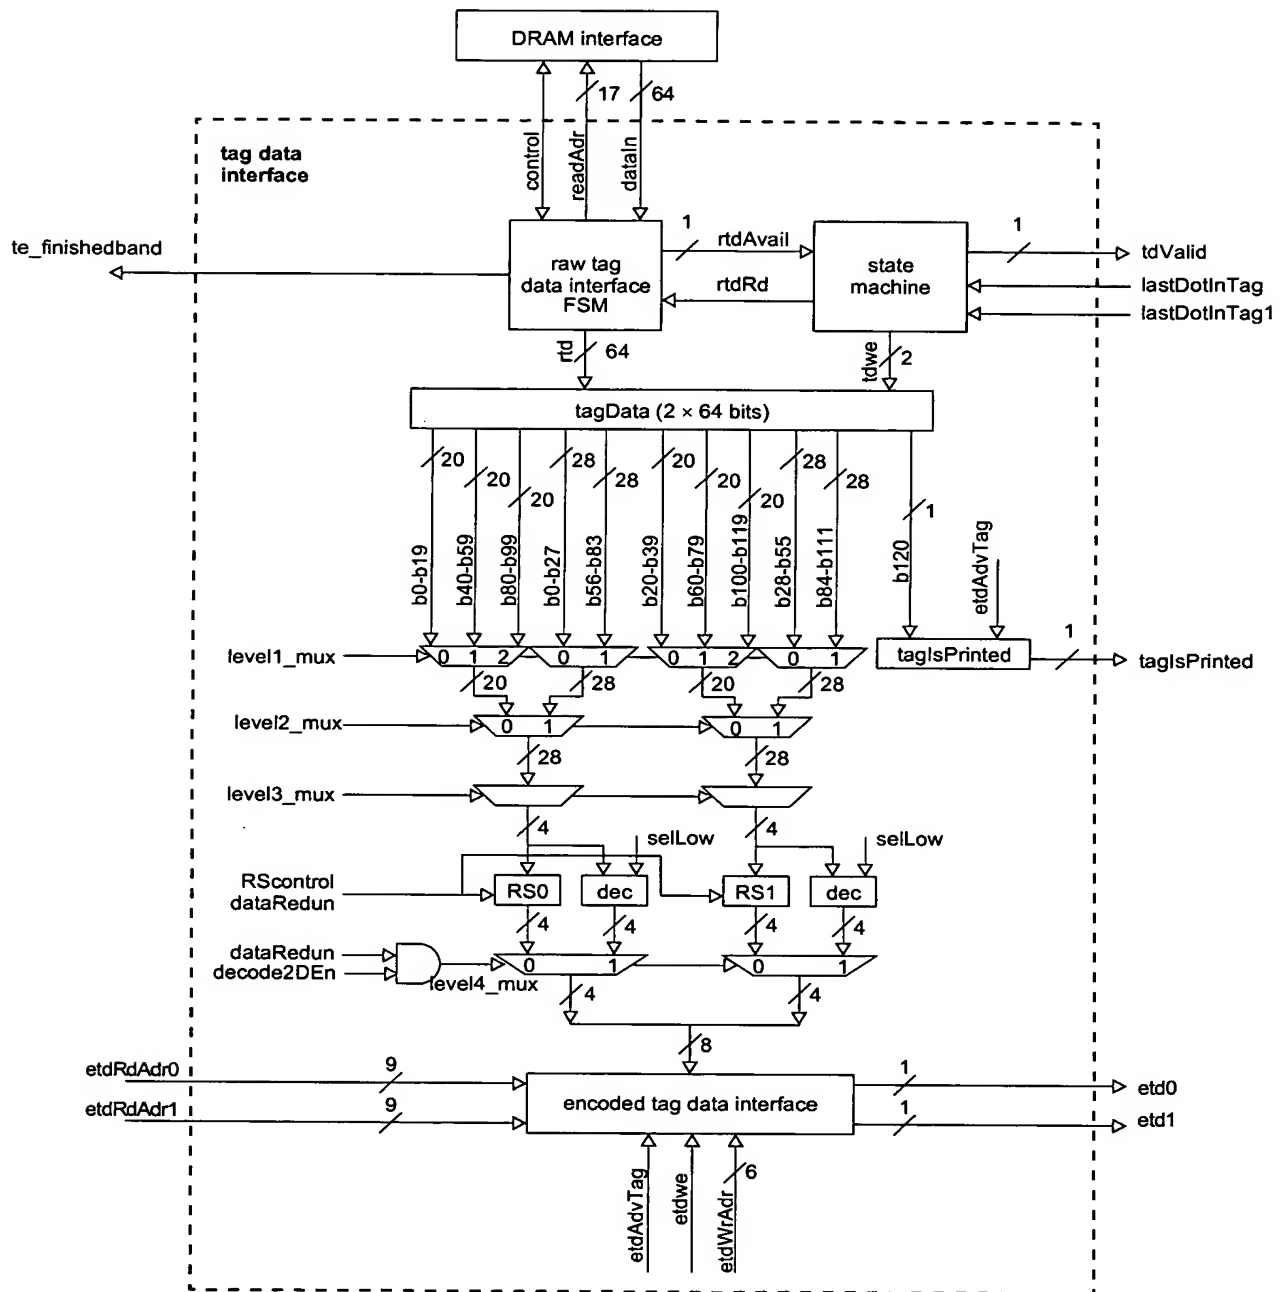 DRAM interface
17
64
control
readAdr
dataIn
tag data
interface
te_finishedband
raw tag
data interface
FSM
1
rtdAvail
rtdRd
state
machine
1
tdValid
lastDotInTag
lastDotInTag1
rtd
64
tdwe
2
tagData (2 × 64 bits)
20
20
20
28
28
20
20
20
28
28
1
b0-b19
b40-b59
b80-b99
b0-b27
b56-b83
b20-b39
b60-b79
b100-b119
b28-b55
b84-b111
b120
etdAdvTag
level1_mux
0 1 2
0 1
0 1 2
0 1
tagIsPrinted
1
tagIsPrinted
20
28
20
28
level2_mux
0 1
0 1
28
28
level3_mux
4
selLow
4
selLow
RScontrol
dataRedun
RS0
dec
RS1
dec
4
4
4
4
dataRedun
decode2DEn
level4_mux
0 1
0 1
4
4
8
etdRdAdr0
9
etdRdAdr1
9
encoded tag data interface
1
etd0
1
etd1
etdAdvTag
etdwe
etdWrAdr
6